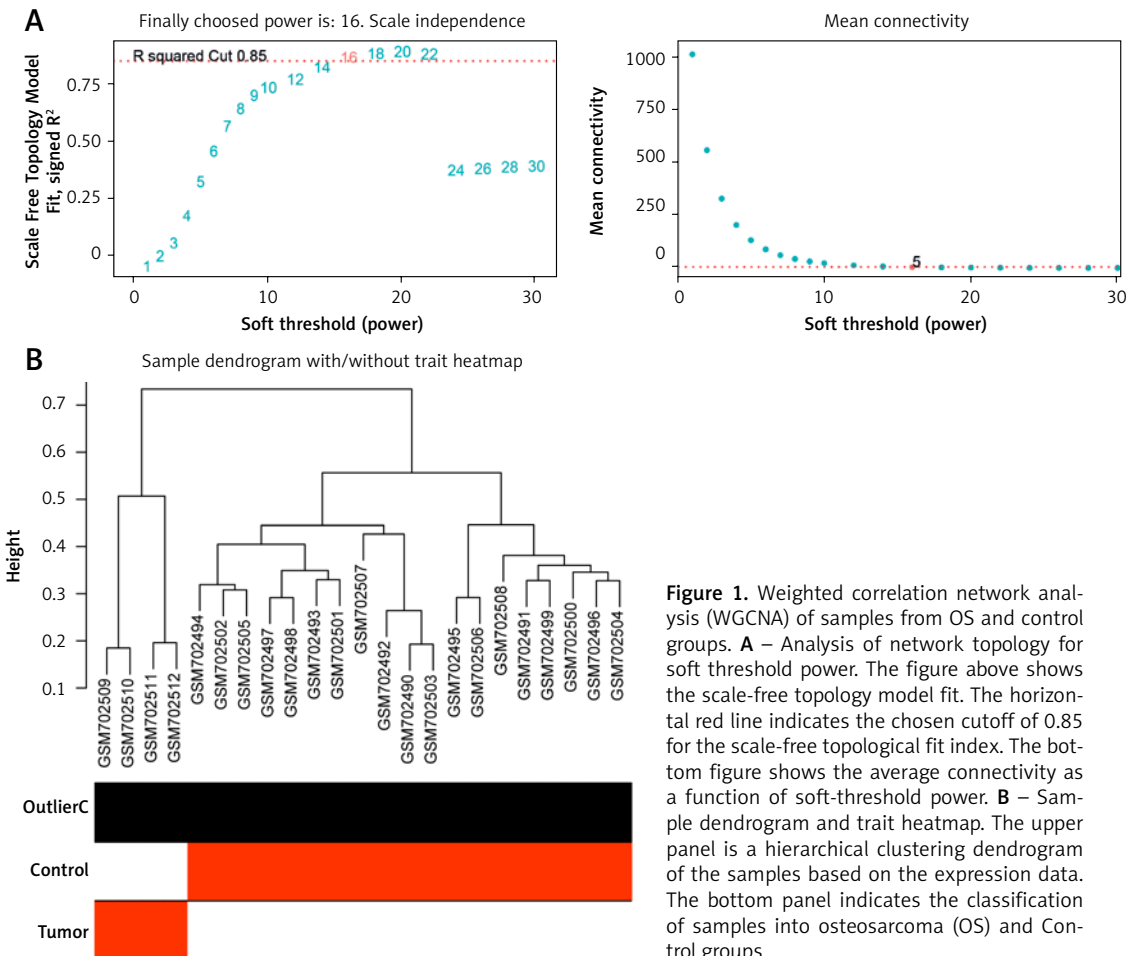 A
Finally choosed power is: 16. Scale independence
Scale Free Topology Model
Fit, signed R²
0.75
0.50
0.25
0
R squared Cut 0.85
1
2
3
4
5
6
7
8
9
10
12
14
16
18
20
22
24
26
28
30
0
10
20
30
Soft threshold (power)
Mean connectivity
Mean connectivity
1000
750
500
250
0
5
0
10
20
30
Soft threshold (power)
B
Sample dendrogram with/without trait heatmap
Height
0.7
0.6
0.5
0.4
0.3
0.2
0.1
GSM702509
GSM702510
GSM702511
GSM702512
GSM702494
GSM702502
GSM702505
GSM702497
GSM702498
GSM702493
GSM702501
GSM702507
GSM702492
GSM702490
GSM702503
GSM702495
GSM702506
GSM702508
GSM702491
GSM702499
GSM702500
GSM702496
GSM702504
OutlierC
Control
Tumor
Figure 1. Weighted correlation network anal-
ysis (WGCNA) of samples from OS and control
groups. A – Analysis of network topology for
soft threshold power. The figure above shows
the scale-free topology model fit. The horizon-
tal red line indicates the chosen cutoff of 0.85
for the scale-free topological fit index. The bot-
tom figure shows the average connectivity as
a function of soft-threshold power. B – Sam-
ple dendrogram and trait heatmap. The upper
panel is a hierarchical clustering dendrogram
of the samples based on the expression data.
The bottom panel indicates the classification
of samples into osteosarcoma (OS) and Con-
trol groups